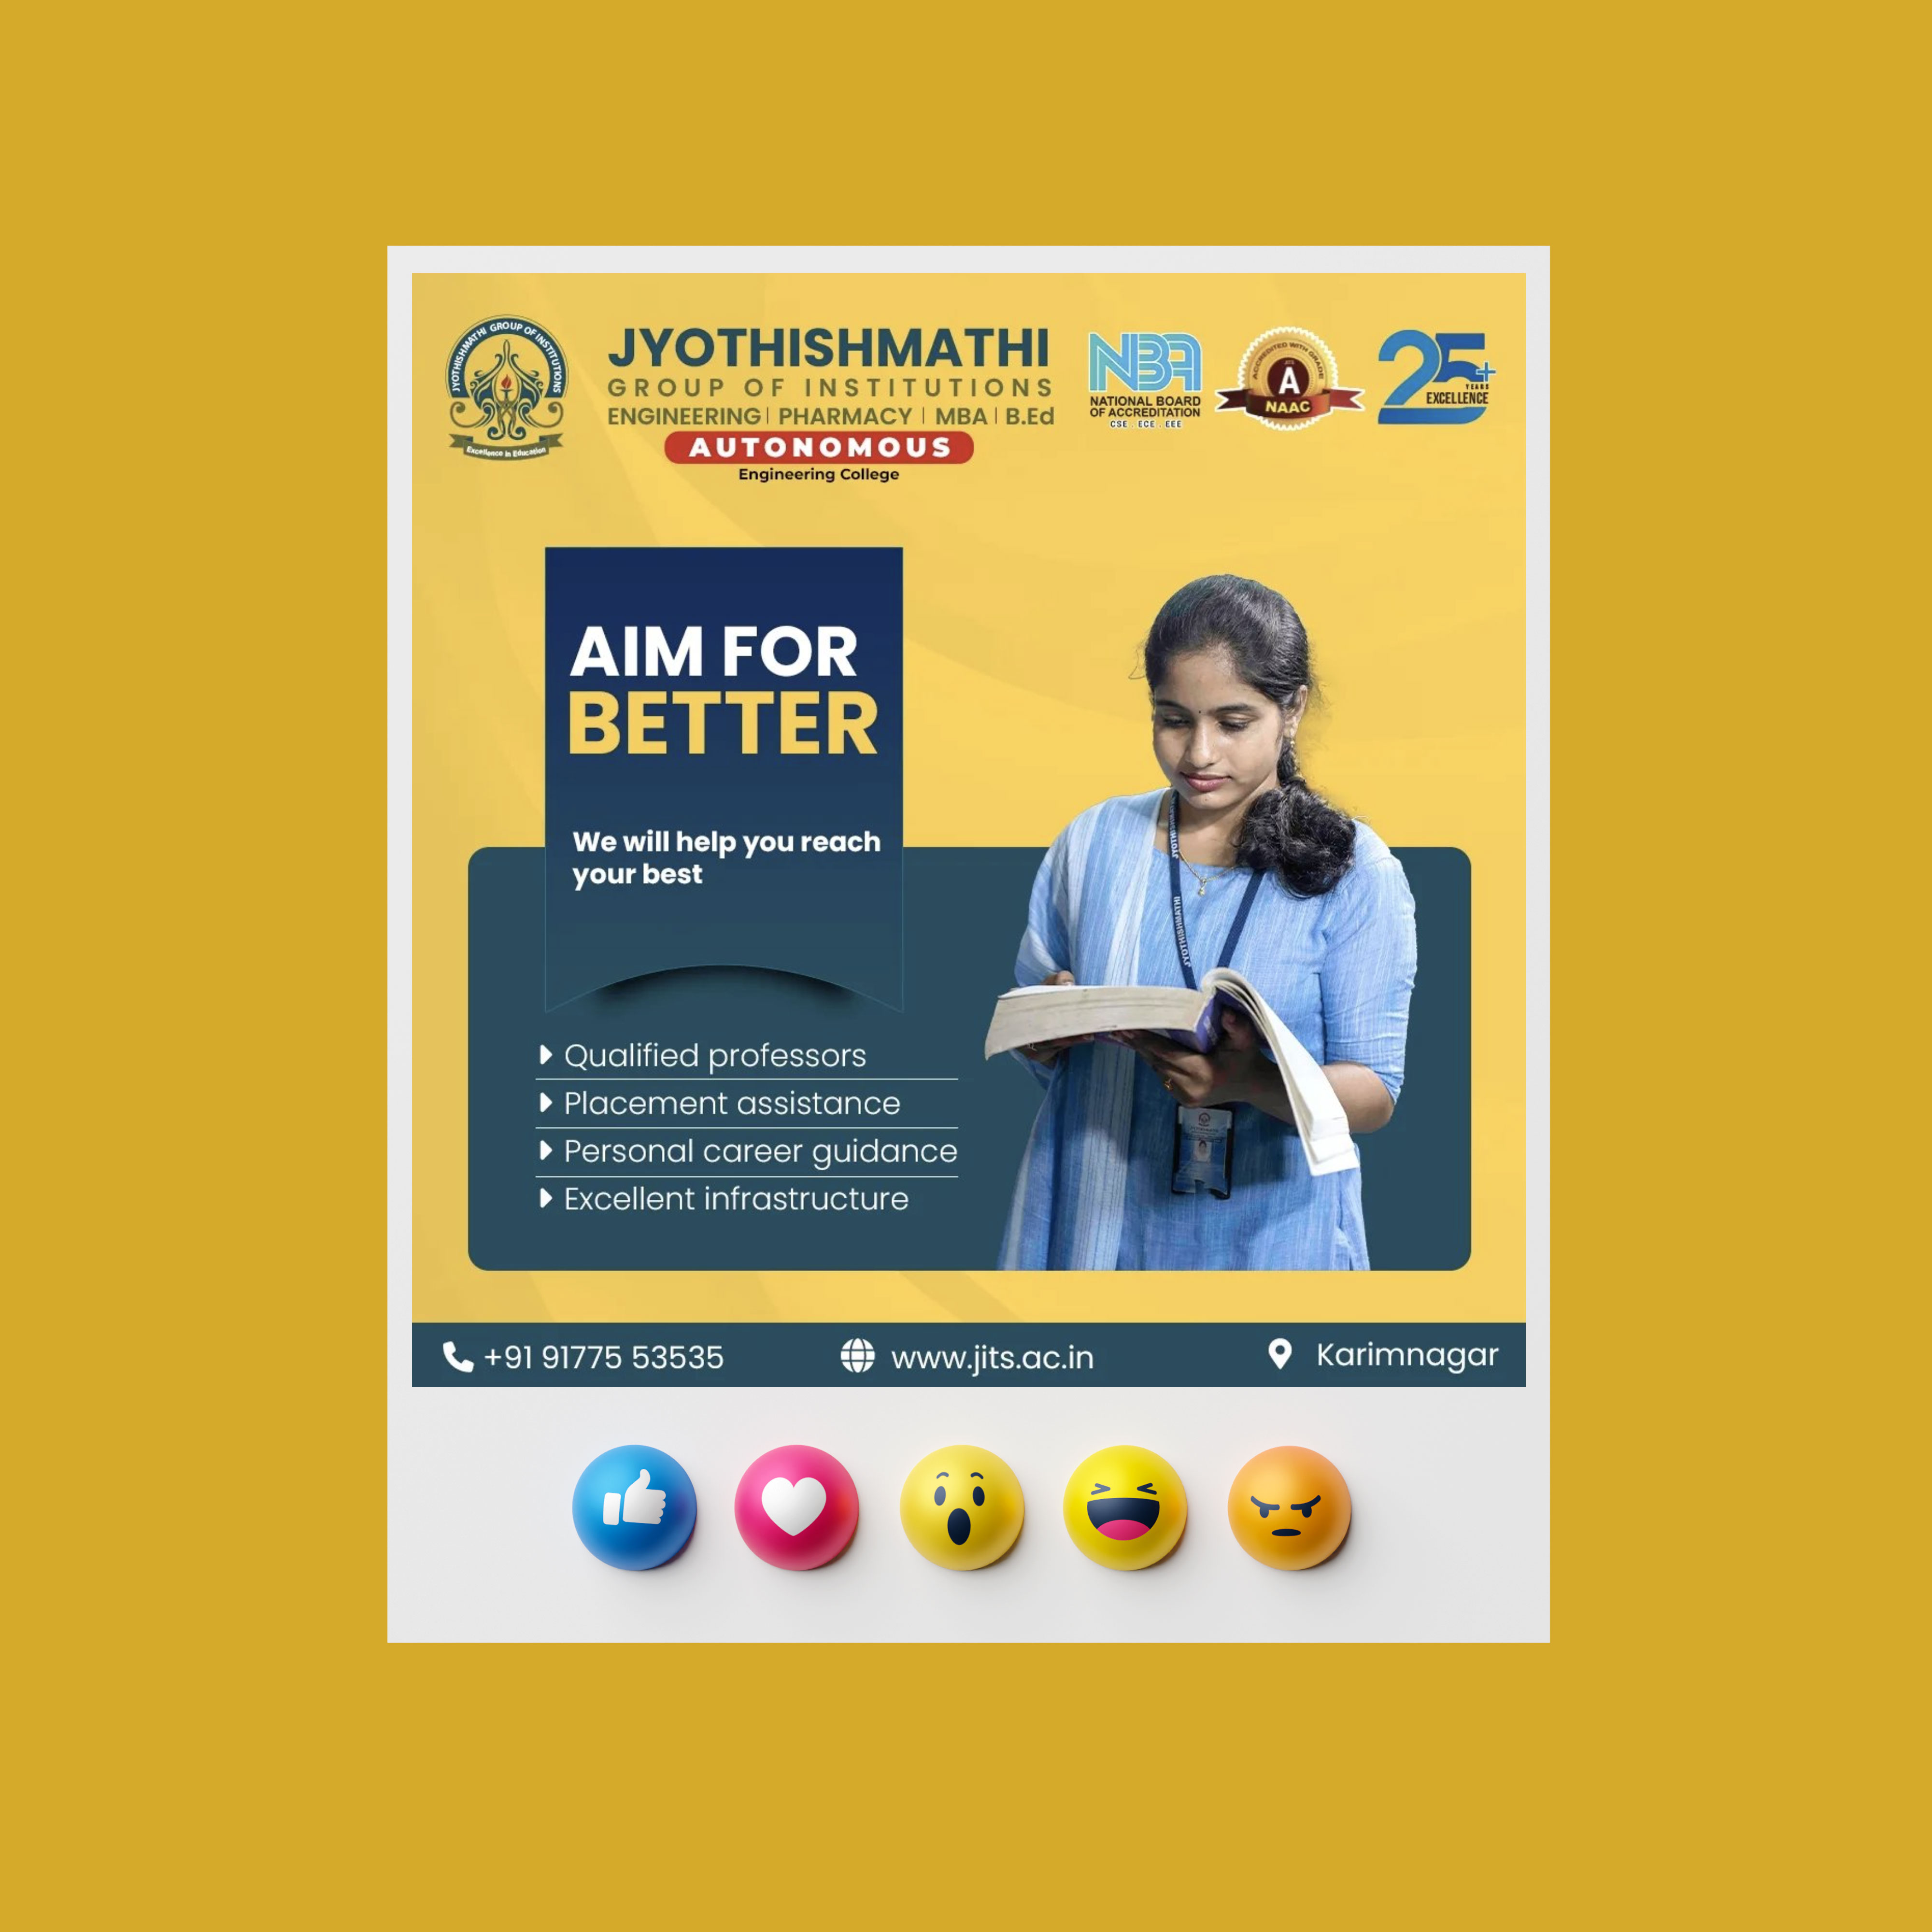 JYOTHISHMATHI GROUP OF INSTITUTIONS
Excellence in Education
JYOTHISHMATHI
GROUP OF INSTITUTIONS
ENGINEERING | PHARMACY | MBA | B.Ed
AUTONOMOUS
Engineering College
NBA
NATIONAL BOARD
OF ACCREDITATION
CSE . ECE . EEE
ACCREDITED WITH GRADE
A
NAAC
25+
YEARS
EXCELLENCE
AIM FOR
BETTER
We will help you reach
your best
Qualified professors
Placement assistance
Personal career guidance
Excellent infrastructure
JYOTHISHMATHI
+91 91775 53535
www.jits.ac.in
Karimnagar